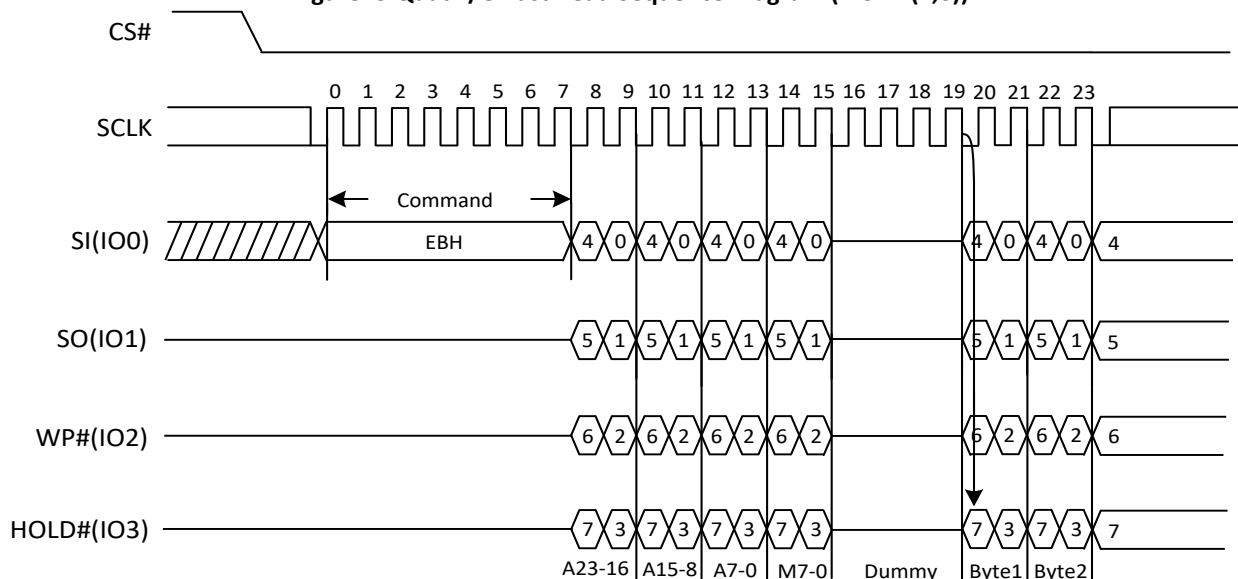 Quad I/O Fast Read Sequence Diagram
CS#
0 1 2 3 4 5 6 7 8 9 10 11 12 13 14 15 16 17 18 19 20 21 22 23
SCLK
Command
SI(IO0) EBH 4 0 4 0 4 0 4 0 4 0 4 0 4
SO(IO1) 5 1 5 1 5 1 5 1 5 1 5 1 5
WP#(IO2) 6 2 6 2 6 2 6 2 6 2 6 2 6
HOLD#(IO3) 7 3 7 3 7 3 7 3 7 3 7 3 7
A23-16 A15-8 A7-0 M7-0 Dummy Byte1 Byte2